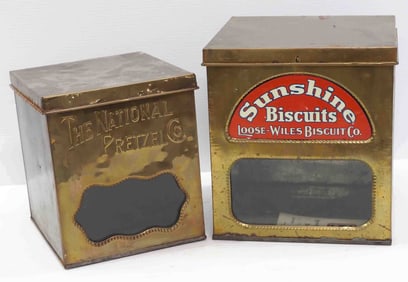 THE NATIONAL
PRETZEL CO.
Sunshine
Biscuits
LOOSE-WILES BISCUIT CO.